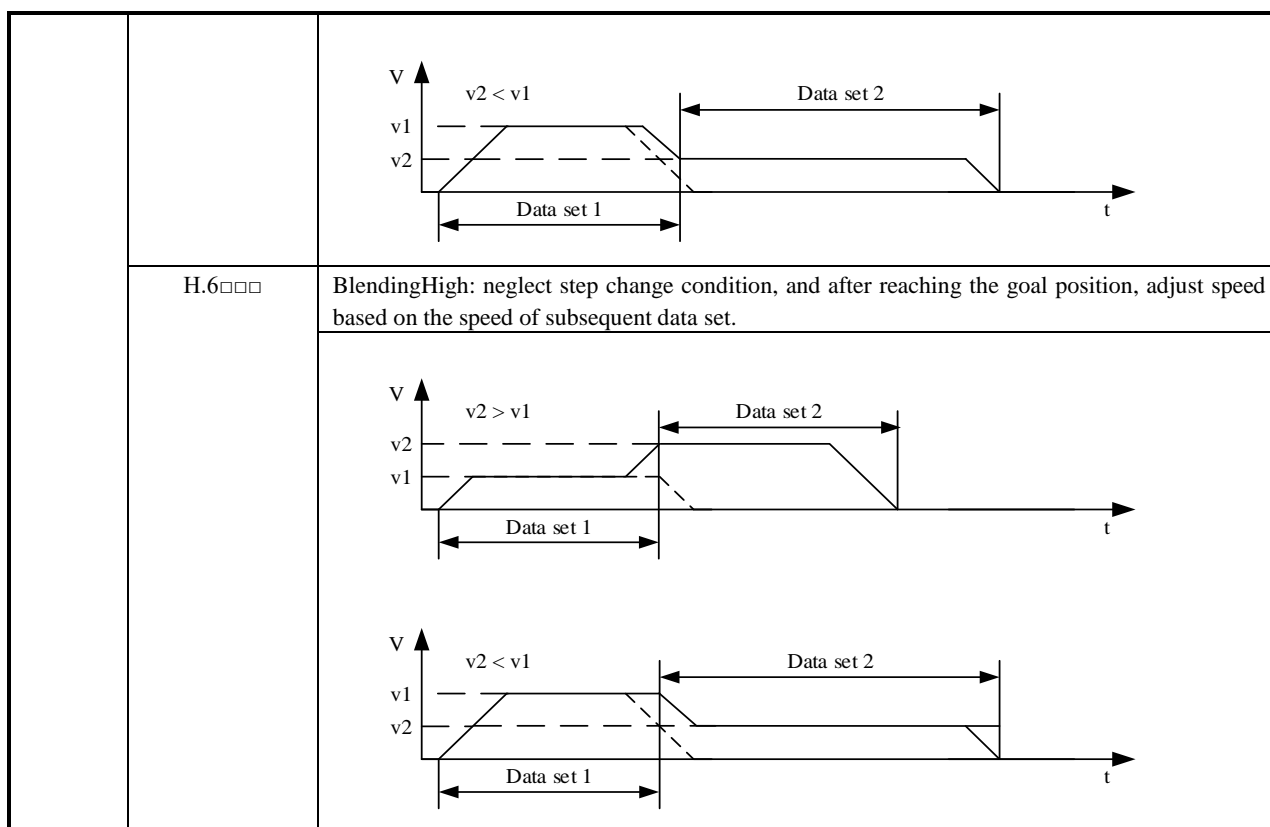 V
v2 < v1
Data set 2
v1
v2
Data set 1
t
H.6□□□
BlendingHigh: neglect step change condition, and after reaching the goal position, adjust speed
based on the speed of subsequent data set.
V
v2 > v1
Data set 2
v2
v1
Data set 1
t
V
v2 < v1
Data set 2
v1
v2
Data set 1
t